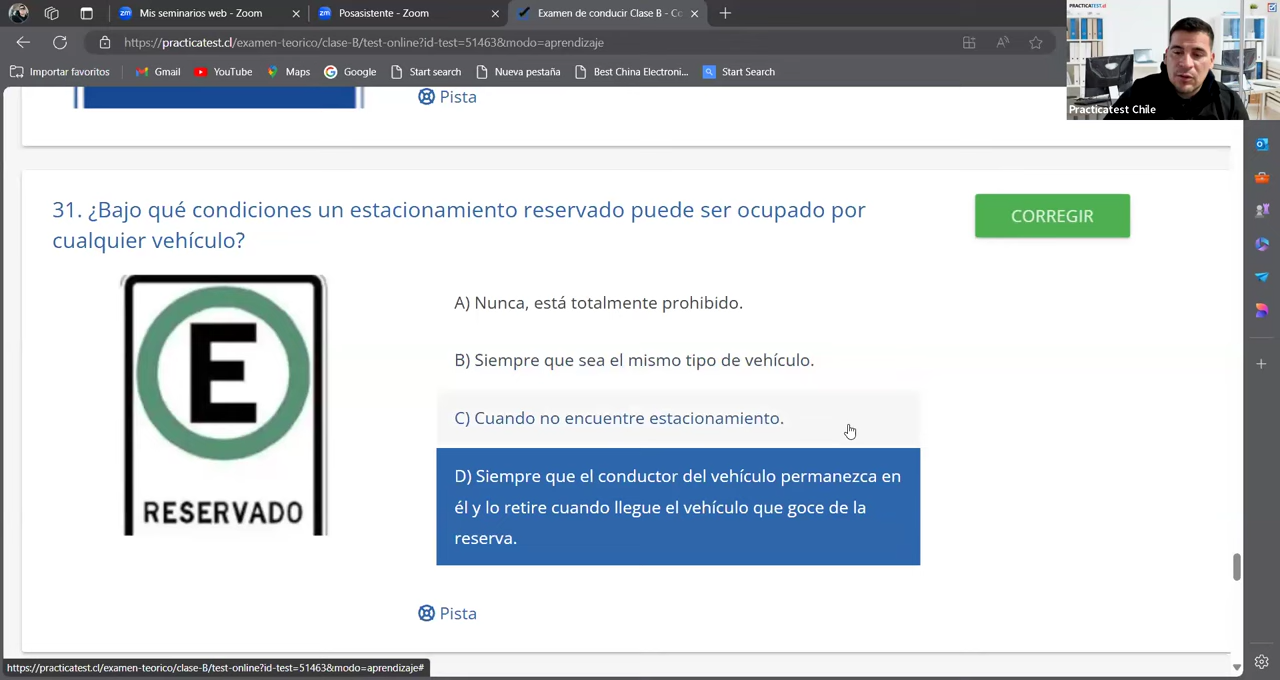 Mis seminarios web - Zoom
Posasistente - Zoom
Examen de conducir Clase B - Co
https://practicatest.cl/examen-teorico/clase-B/test-online?id-test=51463&modo=aprendizaje
Importar favoritos
Gmail
YouTube
Maps
Google
Start search
Nueva pestaña
Best China Electroni...
Start Search
PRACTICATEST.cl
Practicatest Chile
Pista
31. ¿Bajo qué condiciones un estacionamiento reservado puede ser ocupado por
cualquier vehículo?
CORREGIR
E
RESERVADO
A) Nunca, está totalmente prohibido.
B) Siempre que sea el mismo tipo de vehículo.
C) Cuando no encuentre estacionamiento.
D) Siempre que el conductor del vehículo permanezca en
él y lo retire cuando llegue el vehículo que goce de la
reserva.
Pista
https://practicatest.cl/examen-teorico/clase-B/test-online?id-test=51463&modo=aprendizaje#